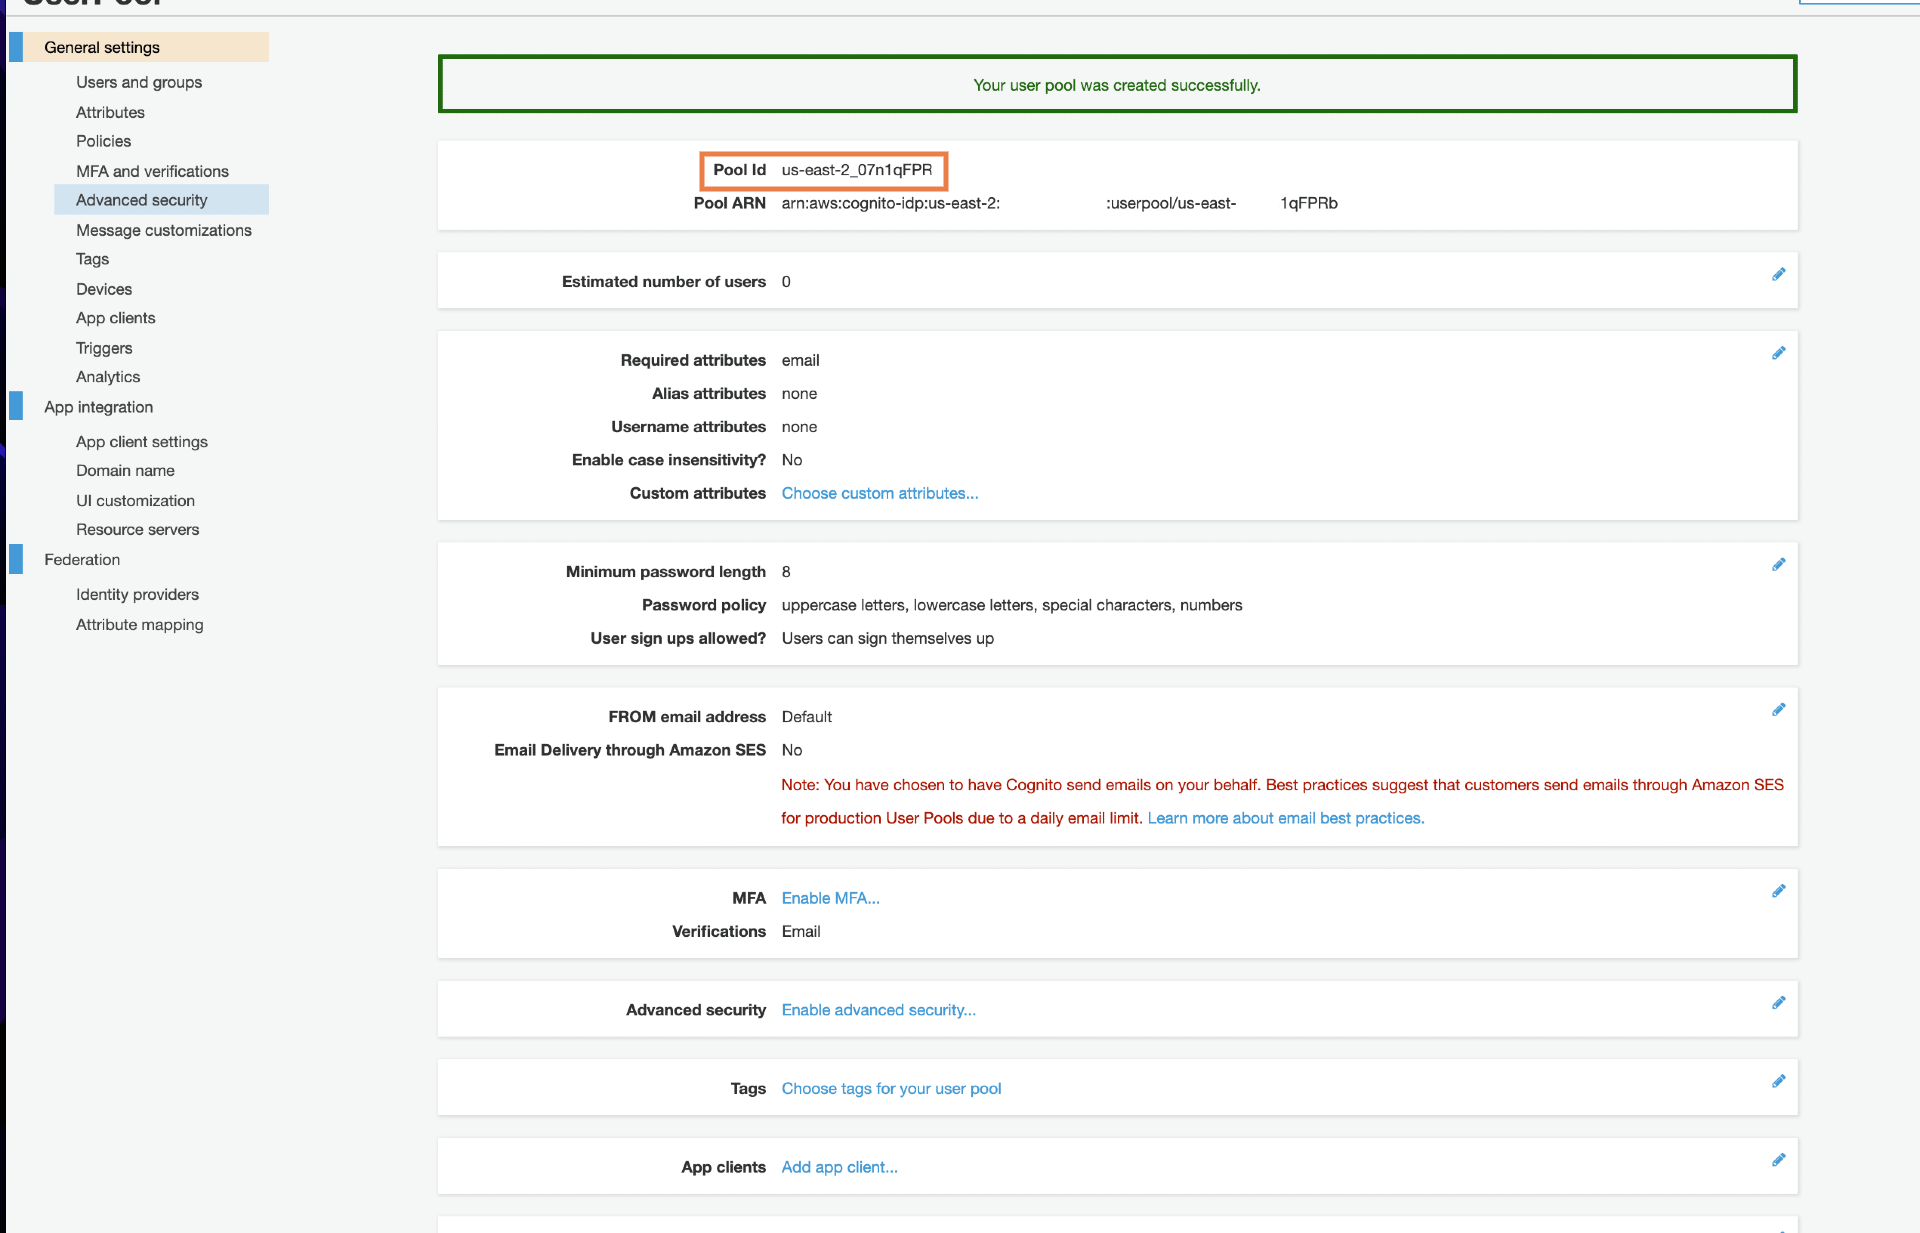 General settings
Users and groups
Attributes
Policies
MFA and verifications
Advanced security
Message customizations
Tags
Devices
App clients
Triggers
Analytics
App integration
App client settings
Domain name
UI customization
Resource servers
Federation
Identity providers
Attribute mapping
Your user pool was created successfully.
Pool Id us-east-2_07n1qFPR
Pool ARN arn:aws:cognito-idp:us-east-2: :userpool/us-east- 1qFPRb
Estimated number of users 0
Required attributes email
Alias attributes none
Username attributes none
Enable case insensitivity? No
Custom attributes Choose custom attributes...
Minimum password length 8
Password policy uppercase letters, lowercase letters, special characters, numbers
User sign ups allowed? Users can sign themselves up
FROM email address Default
Email Delivery through Amazon SES No
Note: You have chosen to have Cognito send emails on your behalf. Best practices suggest that customers send emails through Amazon SES
for production User Pools due to a daily email limit. Learn more about email best practices.
MFA Enable MFA...
Verifications Email
Advanced security Enable advanced security...
Tags Choose tags for your user pool
App clients Add app client...